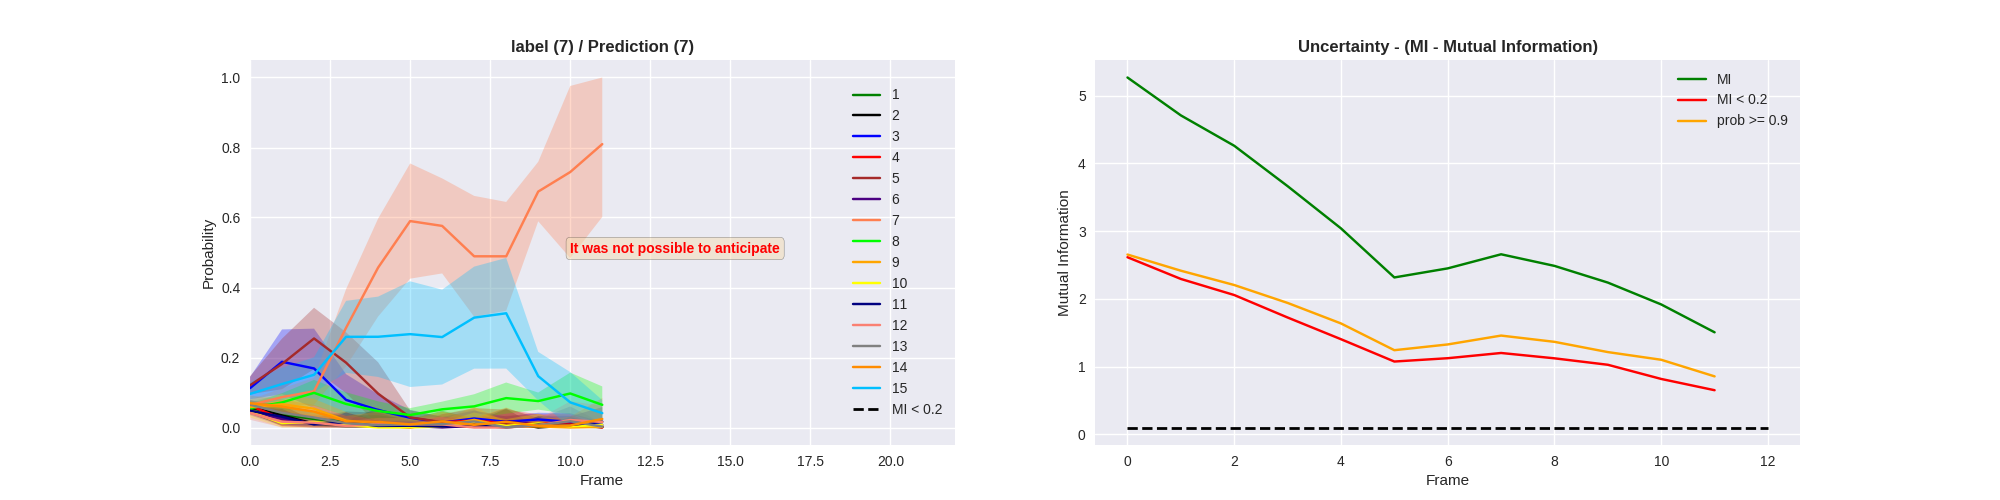 label (7) / Prediction (7)
Probability
1.0
0.8
0.6
0.4
0.2
0.0
It was not possible to anticipate
1
2
3
4
5
6
7
8
9
10
11
12
13
14
15
MI < 0.2
0.0 2.5 5.0 7.5 10.0 12.5 15.0 17.5 20.0
Frame
Uncertainty - (MI - Mutual Information)
Mutual Information
5
4
3
2
1
0
MI
MI < 0.2
prob >= 0.9
0 2 4 6 8 10 12
Frame